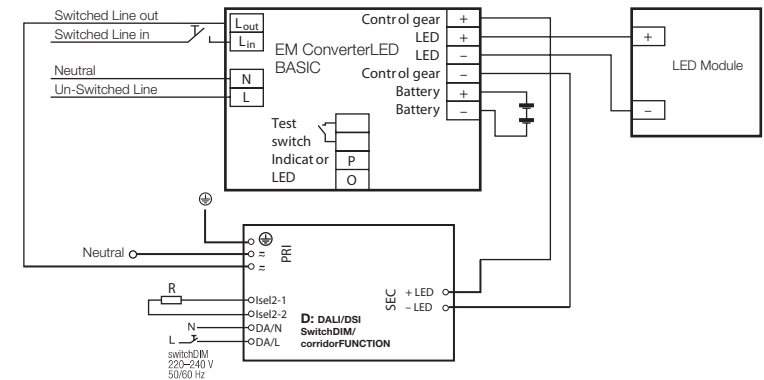 Switched Line out
Switched Line in
Neutral
Un-Switched Line
Lout
Lin
N
L
EM ConverterLED
BASIC
Control gear +
LED +
LED –
Control gear –
Battery +
Battery –
Test
switch
Indicator P
LED O
+
LED Module
–
Neutral
≂
≂
PRI
R
Isel2-1
Isel2-2
N DA/N
L DA/L
switchDIM
220–240 V
50/60 Hz
D: DALI/DSI
SwitchDIM/
corridorFUNCTION
SEC
+ LED
– LED